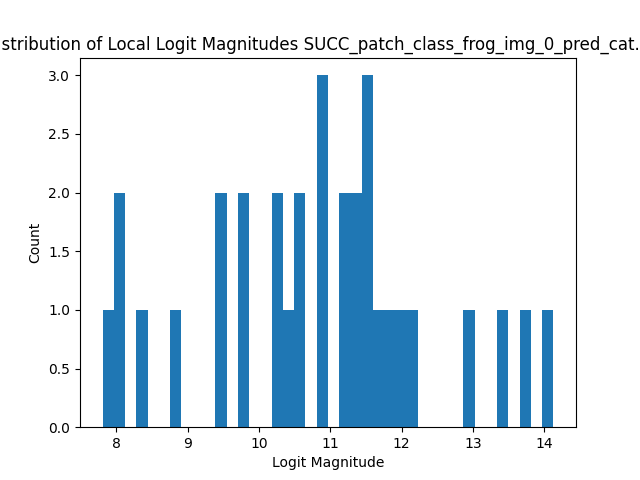 stribution of Local Logit Magnitudes SUCC_patch_class_frog_img_0_pred_cat.
3.0
2.5
2.0
1.5
1.0
0.5
0.0
Count
8 9 10 11 12 13 14
Logit Magnitude